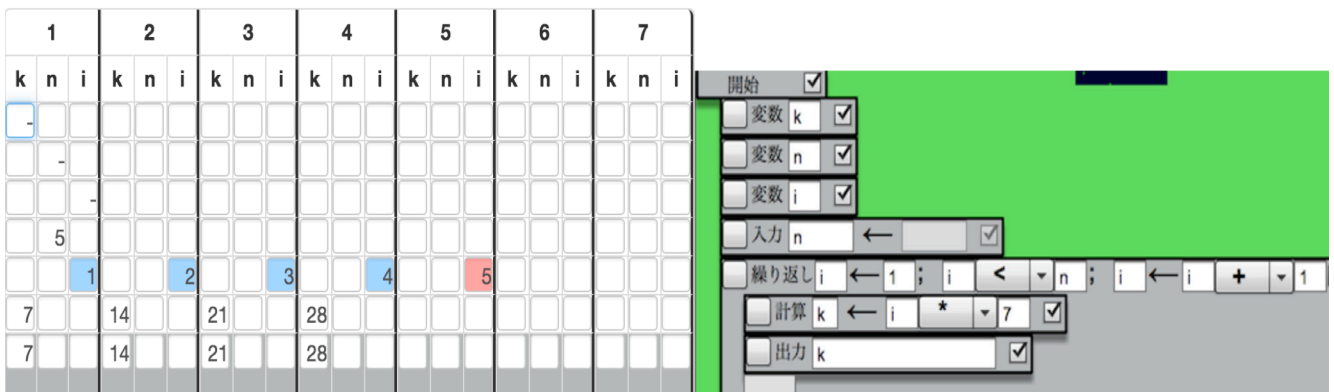 1 2 3 4 5 6 7
k n i k n i k n i k n i k n i k n i k n i
-
-
-
5
1 2 3 4 5
7 14 21 28
7 14 21 28
開始
変数 k
変数 n
変数 i
入力 n ←
繰り返し i ← 1 ; i < n ; i ← i + 1
計算 k ← i * 7
出力 k